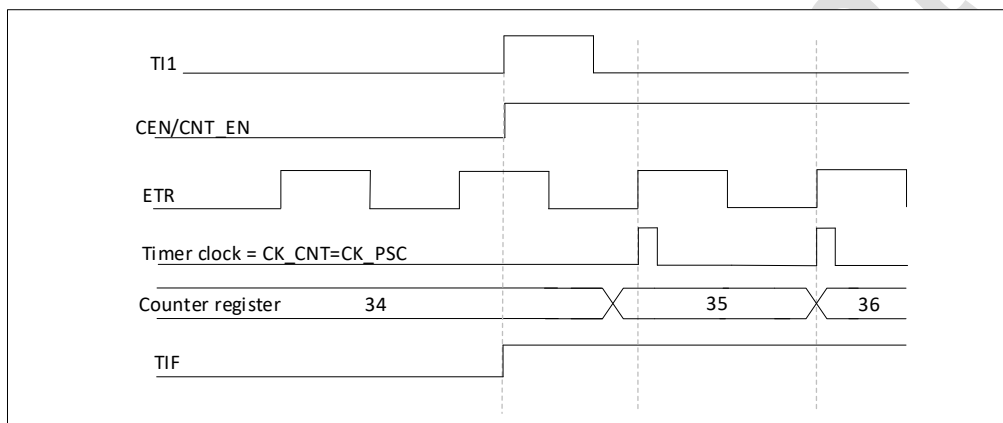 TI1
CEN/CNT_EN
ETR
Timer clock = CK_CNT=CK_PSC
Counter register 34 35 36
TIF